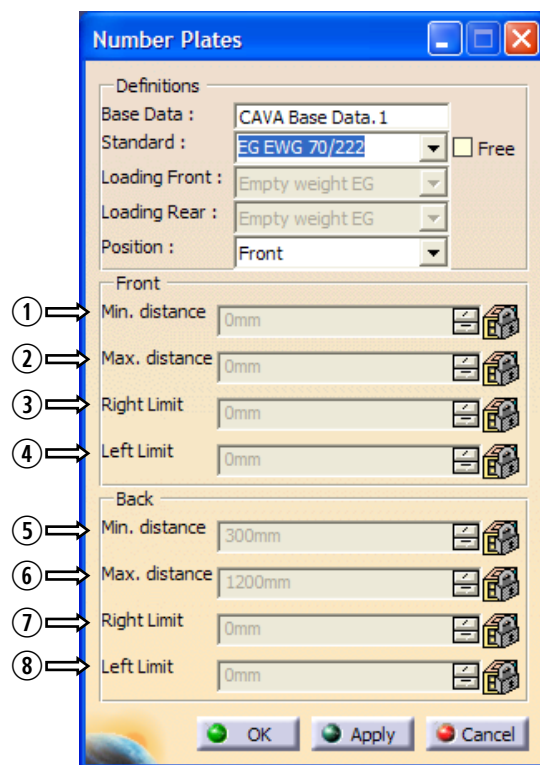 Number Plates
Definitions
Base Data : CAVA Base Data.1
Standard : EG EWG 70/222 Free
Loading Front : Empty weight EG
Loading Rear : Empty weight EG
Position : Front
Front
① Min. distance 0mm
② Max. distance 0mm
③ Right Limit 0mm
④ Left Limit 0mm
Back
⑤ Min. distance 300mm
⑥ Max. distance 1200mm
⑦ Right Limit 0mm
⑧ Left Limit 0mm
OK Apply Cancel